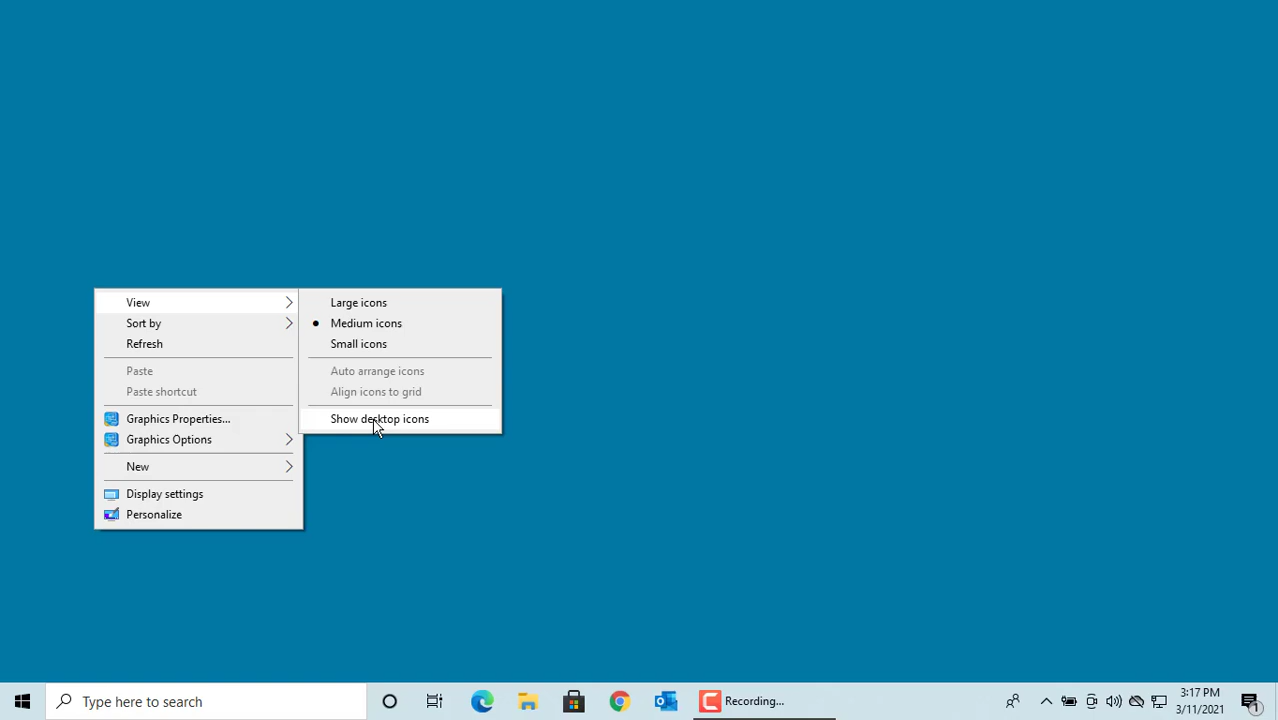 View
Sort by
Refresh
Paste
Paste shortcut
Graphics Properties...
Graphics Options
New
Display settings
Personalize
Large icons
Medium icons
Small icons
Auto arrange icons
Align icons to grid
Show desktop icons
Type here to search
Recording...
3:17 PM
3/11/2021
1